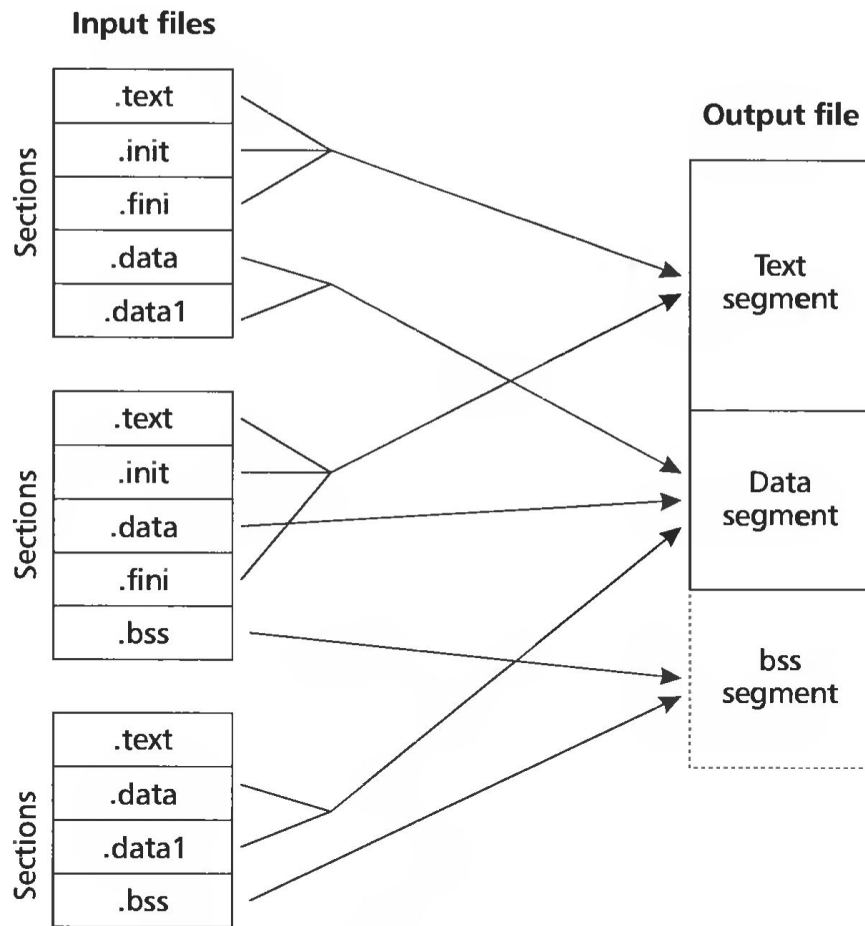 Input files
Sections
.text
.init
.fini
.data
.data1
Sections
.text
.init
.data
.fini
.bss
Sections
.text
.data
.data1
.bss
Output file
Text
segment
Data
segment
bss
segment